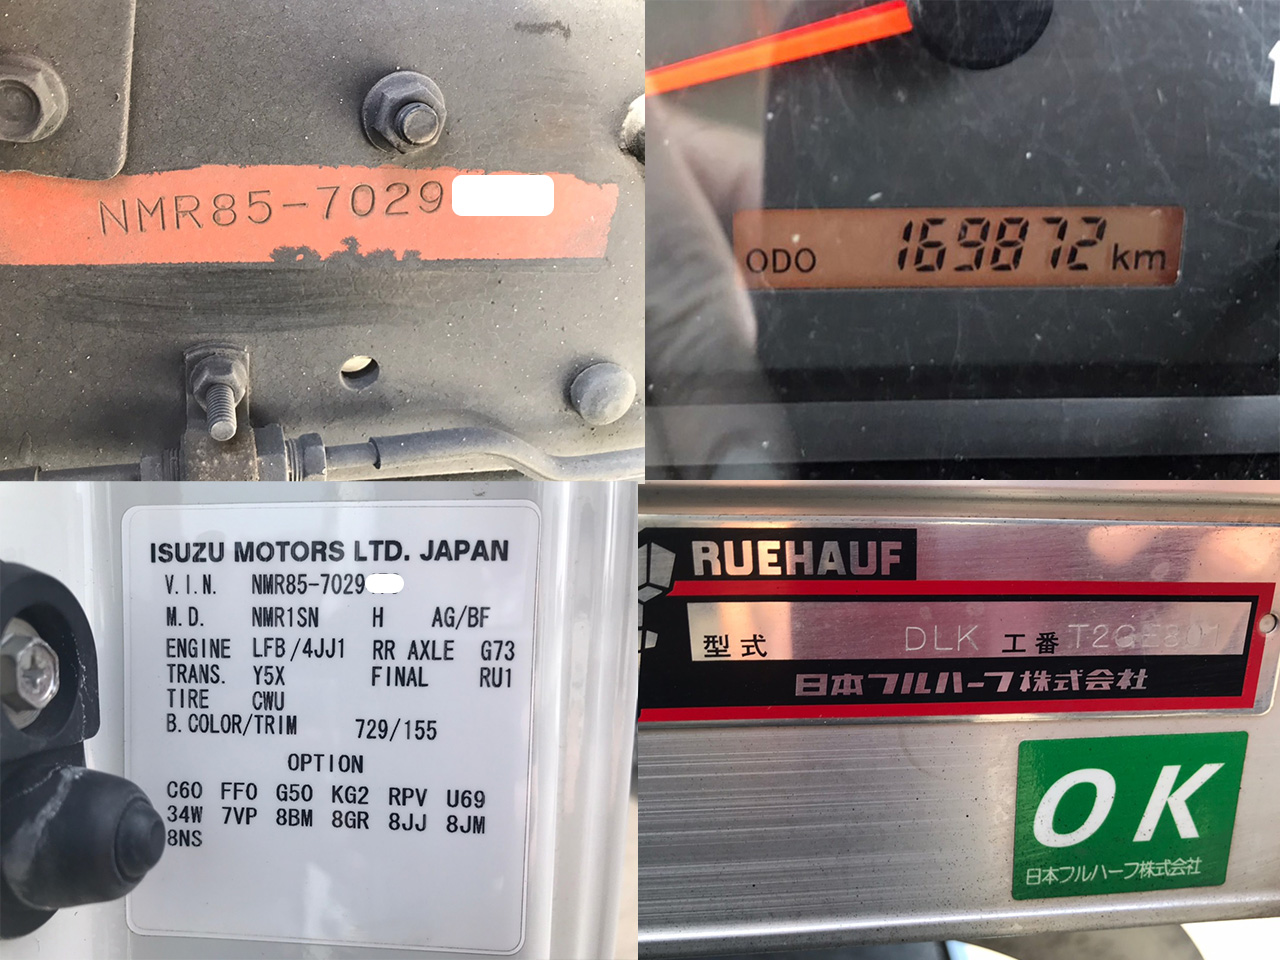 NMR85-7029
ODO 169872 km
ISUZU MOTORS LTD. JAPAN
V.I.N. NMR85-7029
M.D. NMR1SN H AG/BF
ENGINE LFB/4JJ1 RR AXLE G73
TRANS. Y5X FINAL RU1
TIRE CWU
B.COLOR/TRIM 729/155
OPTION
C60 FF0 G50 KG2 RPV U69
34W 7VP 8BM 8GR 8JJ 8JM
8NS
RUEHAUF
型式 DLK 工番
日本フルハーフ株式会社
OK
日本フルハーフ株式会社